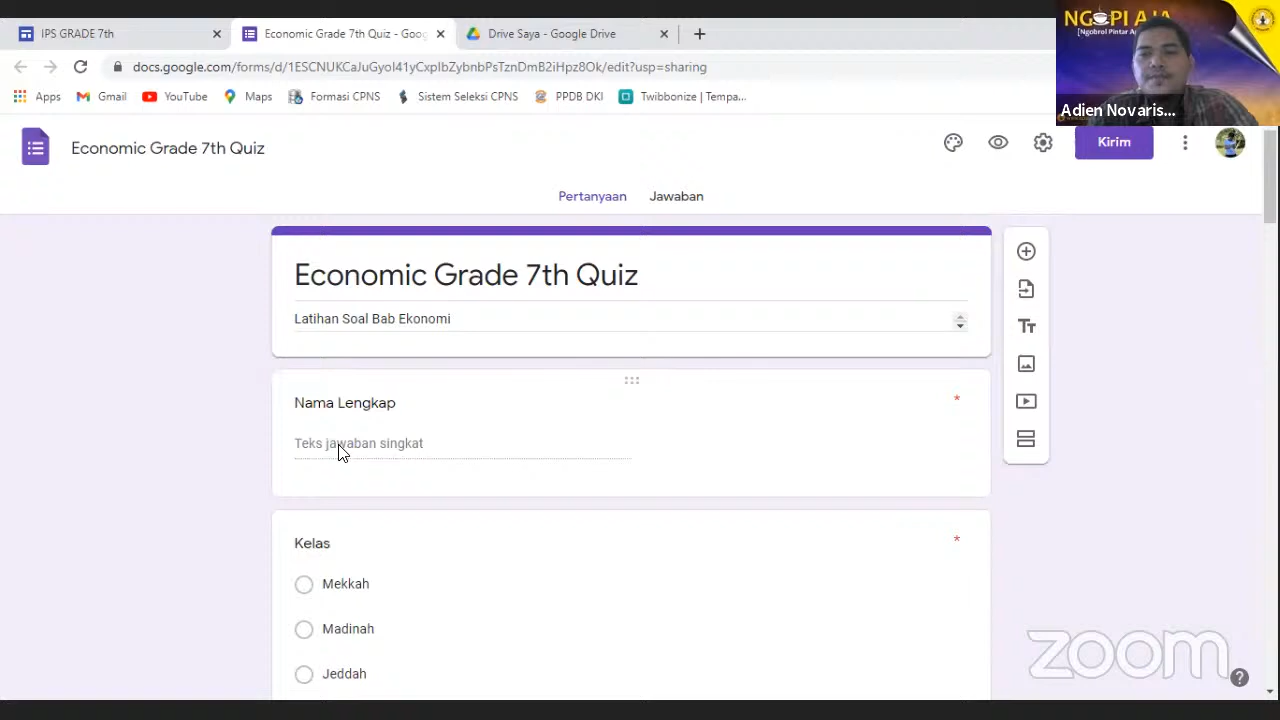 IPS GRADE 7th
Economic Grade 7th Quiz - Goo
Drive Saya - Google Drive
docs.google.com/forms/d/1ESCNUKCaJuGyoI41yCxpIbZybnbPsTznDmB2iHpz8Ok/edit?usp=sharing
Apps
Gmail
YouTube
Maps
Formasi CPNS
Sistem Seleksi CPNS
PPDB DKI
Twibbonize | Tempa...
NGOPI AJA
Adien Novaris...
Economic Grade 7th Quiz
Kirim
Pertanyaan
Jawaban
Economic Grade 7th Quiz
Latihan Soal Bab Ekonomi
Nama Lengkap
*
Teks jawaban singkat
Kelas
*
Mekkah
Madinah
Jeddah
zoom